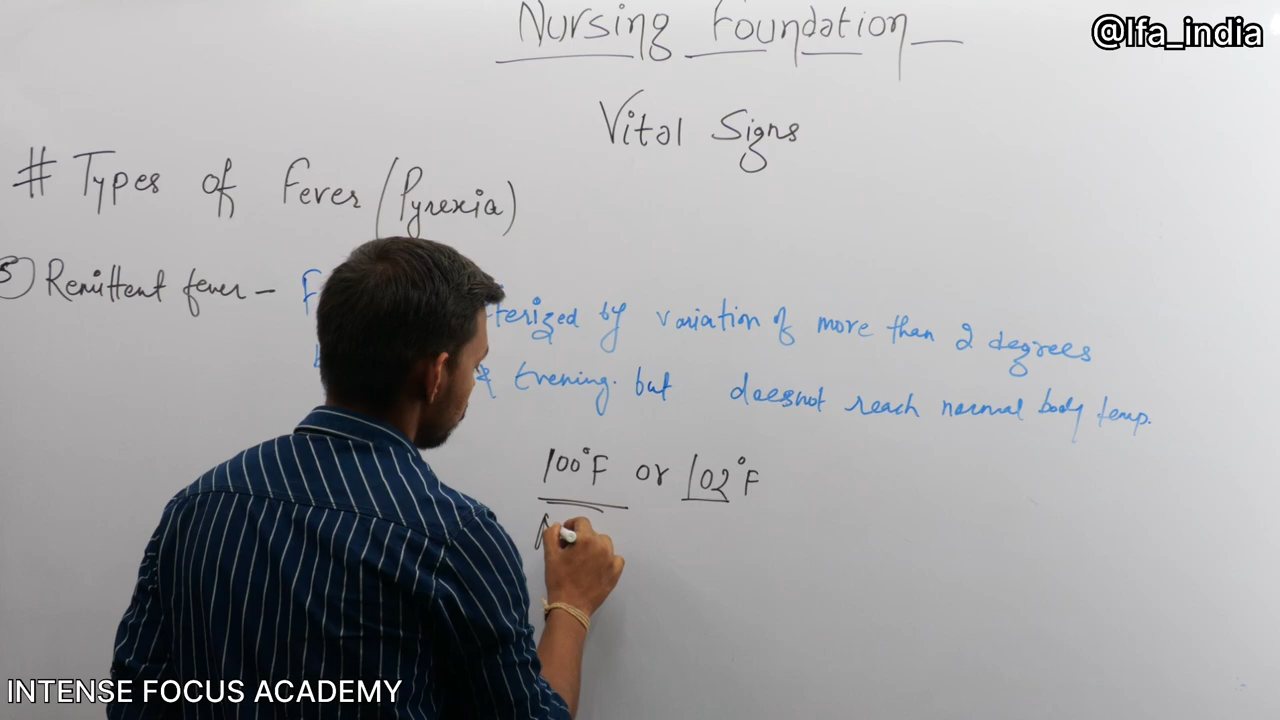 @Ifa_india
Nursing Foundation
Vital Signs
# Types of Fever (Pyrexia)
5) Remittent fever - terized by variation of more than 2 degrees
& Evening. but doesnot reach normal body temp.
100°F or 102°F
INTENSE FOCUS ACADEMY